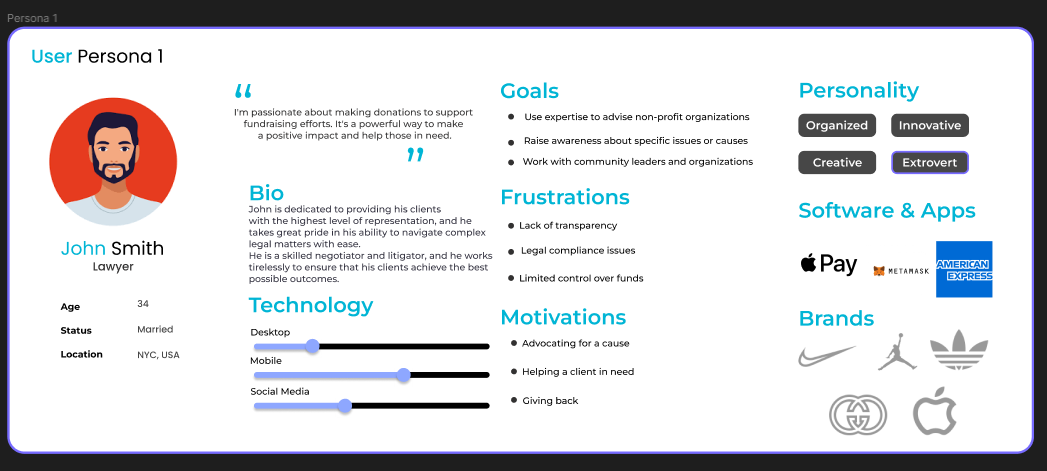 Persona 1
User Persona 1
John Smith
Lawyer
Age 34
Status Married
Location NYC, USA
“
I'm passionate about making donations to support
fundraising efforts. It's a powerful way to make
a positive impact and help those in need.
”
Bio
John is dedicated to providing his clients
with the highest level of representation, and he
takes great pride in his ability to navigate complex
legal matters with ease.
He is a skilled negotiator and litigator, and he works
tirelessly to ensure that his clients achieve the best
possible outcomes.
Technology
Desktop
Mobile
Social Media
Goals
Use expertise to advise non-profit organizations
Raise awareness about specific issues or causes
Work with community leaders and organizations
Frustrations
Lack of transparency
Legal compliance issues
Limited control over funds
Motivations
Advocating for a cause
Helping a client in need
Giving back
Personality
Organized Innovative
Creative Extrovert
Software & Apps
Pay
METAMASK
AMERICAN
EXPRESS
Brands